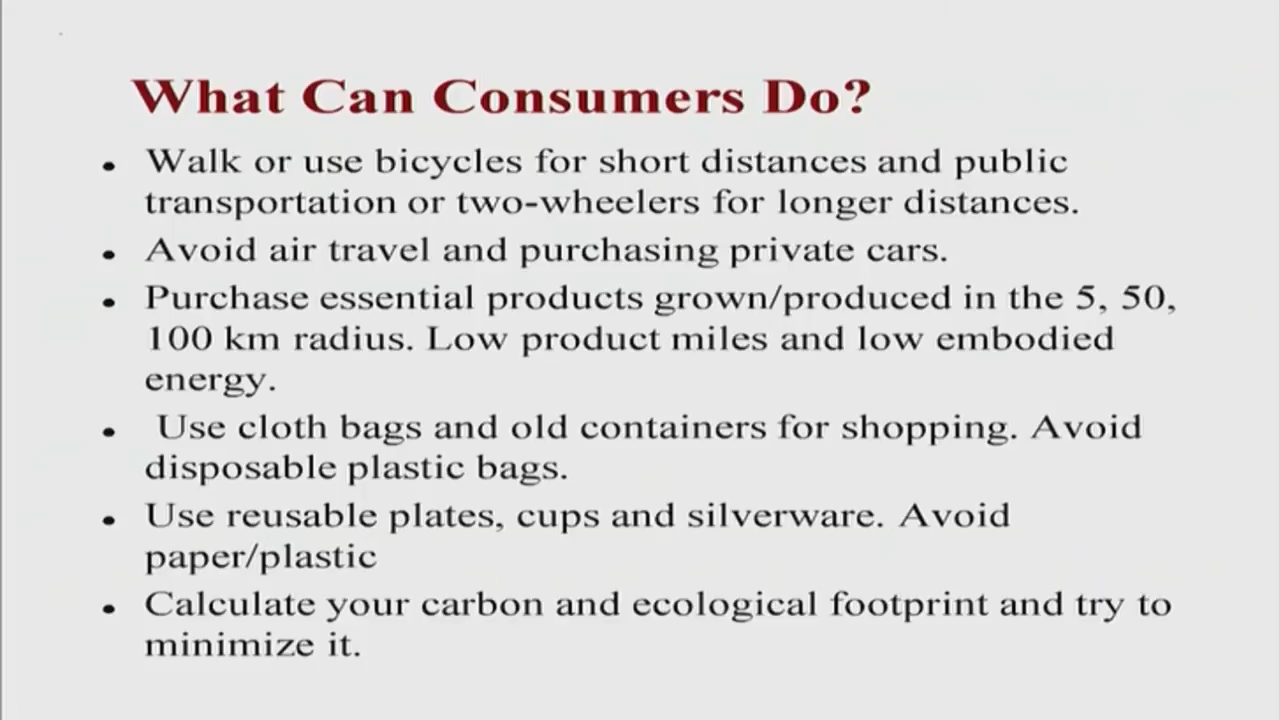 What Can Consumers Do?
• Walk or use bicycles for short distances and public
transportation or two-wheelers for longer distances.
• Avoid air travel and purchasing private cars.
• Purchase essential products grown/produced in the 5, 50,
100 km radius. Low product miles and low embodied
energy.
• Use cloth bags and old containers for shopping. Avoid
disposable plastic bags.
• Use reusable plates, cups and silverware. Avoid
paper/plastic
• Calculate your carbon and ecological footprint and try to
minimize it.